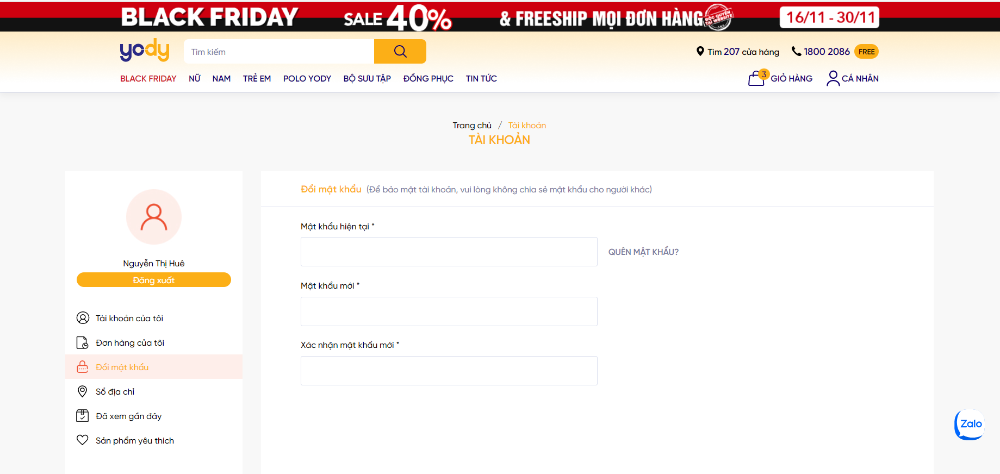 BLACK FRIDAY SALE 40% & FREESHIP MỌI ĐƠN HÀNG ĐỘC QUYỀN TẠI WEBSITE 16/11 - 30/11
yody Tìm kiếm Tìm 207 cửa hàng 1800 2086 FREE
BLACK FRIDAY NỮ NAM TRẺ EM POLO YODY BỘ SƯU TẬP ĐỒNG PHỤC TIN TỨC 3 GIỎ HÀNG CÁ NHÂN
Trang chủ / Tài khoản
TÀI KHOẢN
Nguyễn Thị Huê
Đăng xuất
Tài khoản của tôi
Đơn hàng của tôi
Đổi mật khẩu
Sổ địa chỉ
Đã xem gần đây
Sản phẩm yêu thích
Đổi mật khẩu (Để bảo mật tài khoản, vui lòng không chia sẻ mật khẩu cho người khác)
Mật khẩu hiện tại *
QUÊN MẬT KHẨU?
Mật khẩu mới *
Xác nhận mật khẩu mới *
Zalo